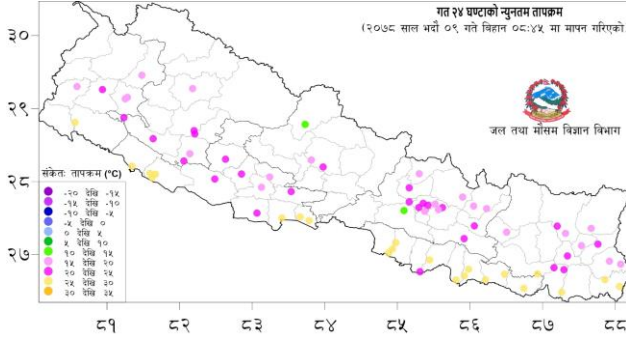 गत २४ घण्टाको न्युनतम तापक्रम
(२०७८ साल भदौ ०९ गते बिहान ०८:४५ मा मापन गरिएको
जल तथा मौसम विज्ञान विभाग
३०
२९
२८
२७
संकेतः तापक्रम (°C)
-२० देखि -१५
-१५ देखि -१०
-१० देखि -५
-५ देखि ०
० देखि ५
५ देखि १०
१० देखि १५
१५ देखि २०
२० देखि २५
२५ देखि ३०
३० देखि ३५
८१ ८२ ८३ ८४ ८५ ८६ ८७ ८८